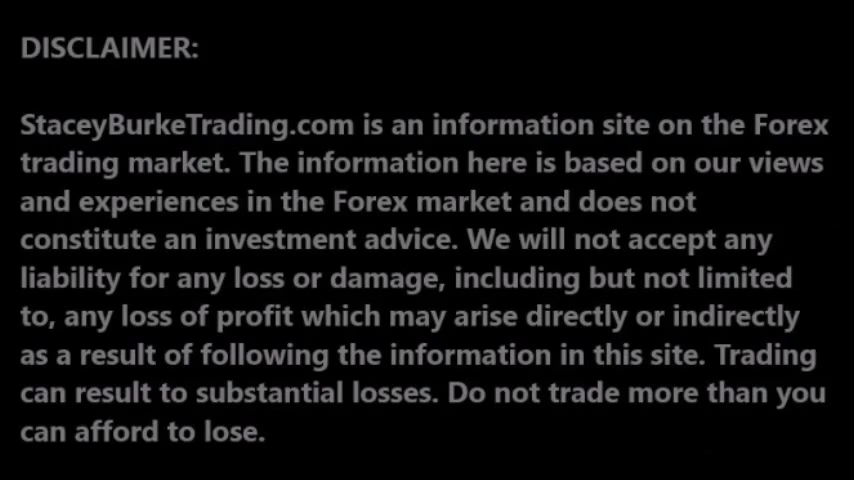 DISCLAIMER:
StaceyBurkeTrading.com is an information site on the Forex
trading market. The information here is based on our views
and experiences in the Forex market and does not
constitute an investment advice. We will not accept any
liability for any loss or damage, including but not limited
to, any loss of profit which may arise directly or indirectly
as a result of following the information in this site. Trading
can result to substantial losses. Do not trade more than you
can afford to lose.